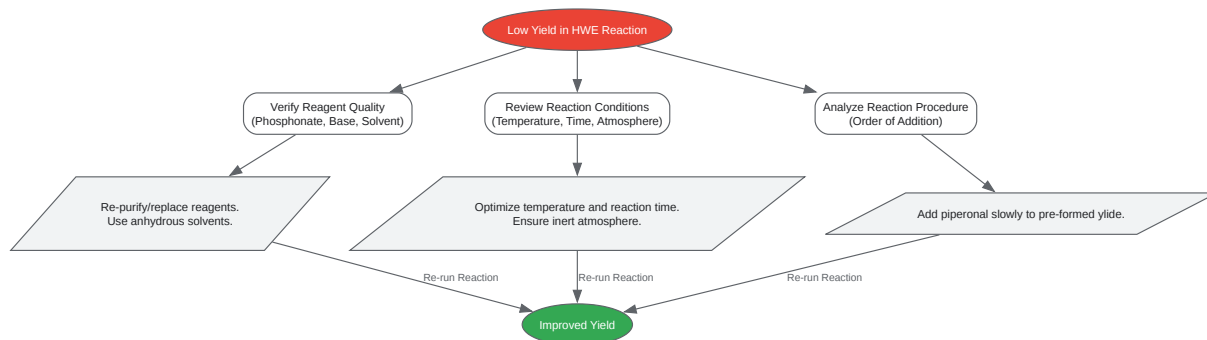 Low Yield in HWE Reaction
Verify Reagent Quality
(Phosphonate, Base, Solvent)
Review Reaction Conditions
(Temperature, Time, Atmosphere)
Analyze Reaction Procedure
(Order of Addition)
Re-purify/replace reagents.
Use anhydrous solvents.
Optimize temperature and reaction time.
Ensure inert atmosphere.
Add piperonal slowly to pre-formed ylide.
Re-run Reaction
Re-run Reaction
Re-run Reaction
Improved Yield